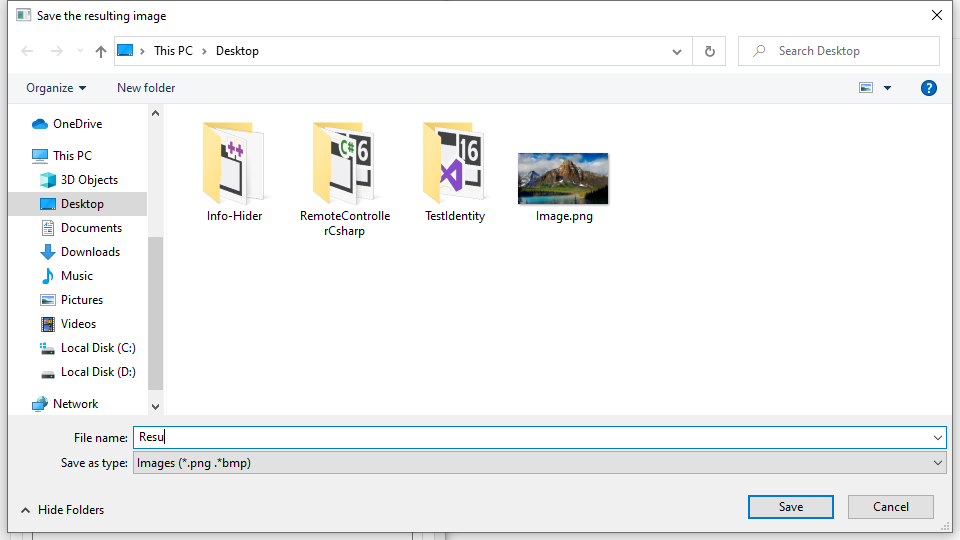 Save the resulting image
This PC
Desktop
Search Desktop
Organize
New folder
?
OneDrive
This PC
3D Objects
Desktop
Documents
Downloads
Music
Pictures
Videos
Local Disk (C:)
Local Disk (D:)
Network
++
C#
6
16
Info-Hider
RemoteControlle
rCsharp
TestIdentity
Image.png
File name:
Resu
Save as type:
Images (*.png .*bmp)
Hide Folders
Save
Cancel